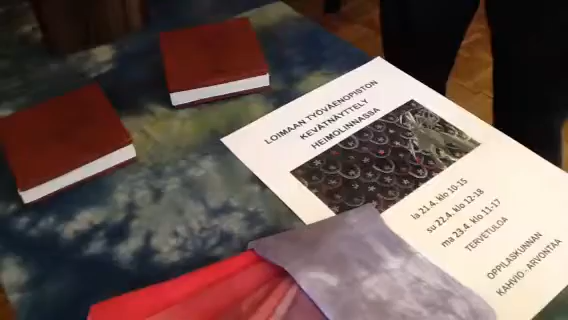 LOIMAAN TYÖVÄENOPISTON
KEVÄTNÄYTTELY
HEIMOLINNASSA
la 21.4. klo 10-15
su 22.4. klo 12-18
ma 23.4. klo 11-17
TERVETULOA
OPPILASKUNNAN
KAHVIO - ARVONTAA